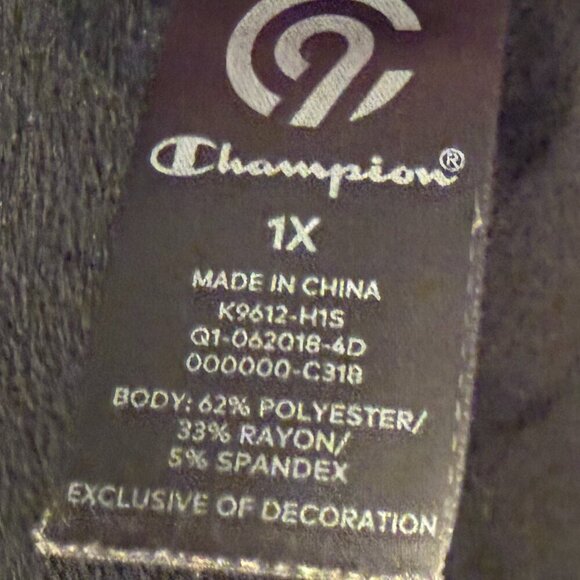 C9
Champion®
1X
MADE IN CHINA
K9612-H1S
Q1-062018-4D
000000-C318
BODY: 62% POLYESTER/
33% RAYON/
5% SPANDEX
EXCLUSIVE OF DECORATION